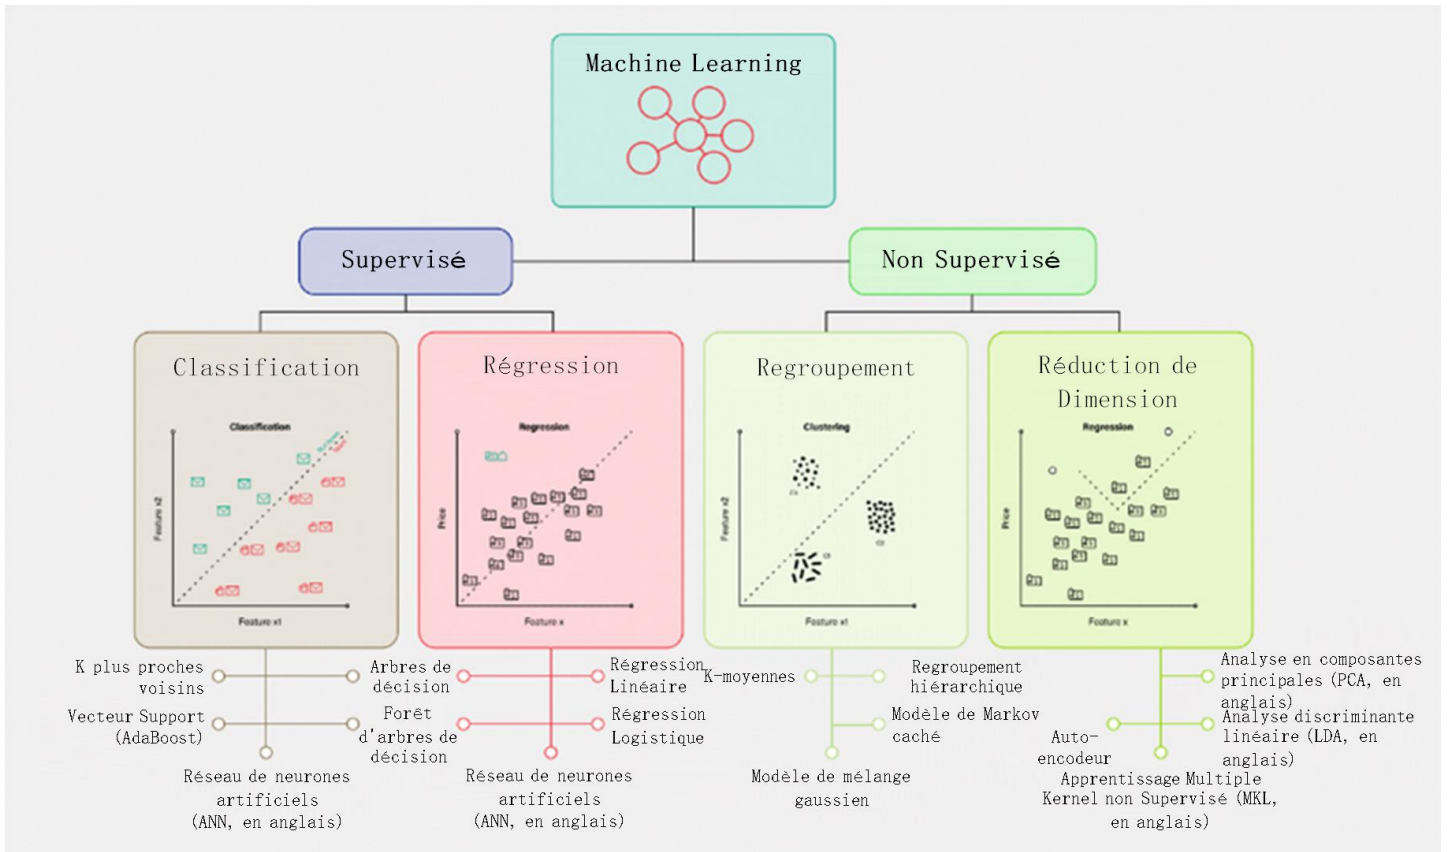 Machine Learning
Supervisé
Non Supervisé
Classification
Classification
Feature x2
Feature x1
Régression
Regression
Price
Feature x
Regroupement
Clustering
Feature x2
C2
Feature x1
Réduction de
Dimension
Regression
Price
Feature x
K plus proches
voisins
Vecteur Support
(AdaBoost)
Réseau de neurones
artificiels
(ANN, en anglais)
Arbres de
décision
Forêt
d'arbres de
décision
Régression
Linéaire
Régression
Logistique
Réseau de neurones
artificiels
(ANN, en anglais)
K-moyennes
Regroupement
hiérarchique
Modèle de Markov
caché
Modèle de mélange
gaussien
Analyse en composantes
principales (PCA, en
anglais)
Analyse discriminante
linéaire (LDA, en
anglais)
Auto-
encodeur
Apprentissage Multiple
Kernel non Supervisé (MKL,
en anglais)